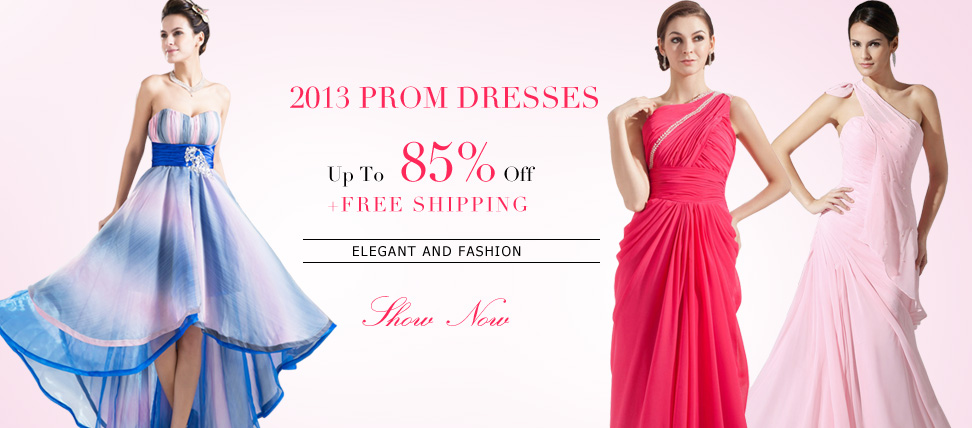 2013 PROM DRESSES
Up To 85% Off
+FREE SHIPPING
ELEGANT AND FASHION
Show Now